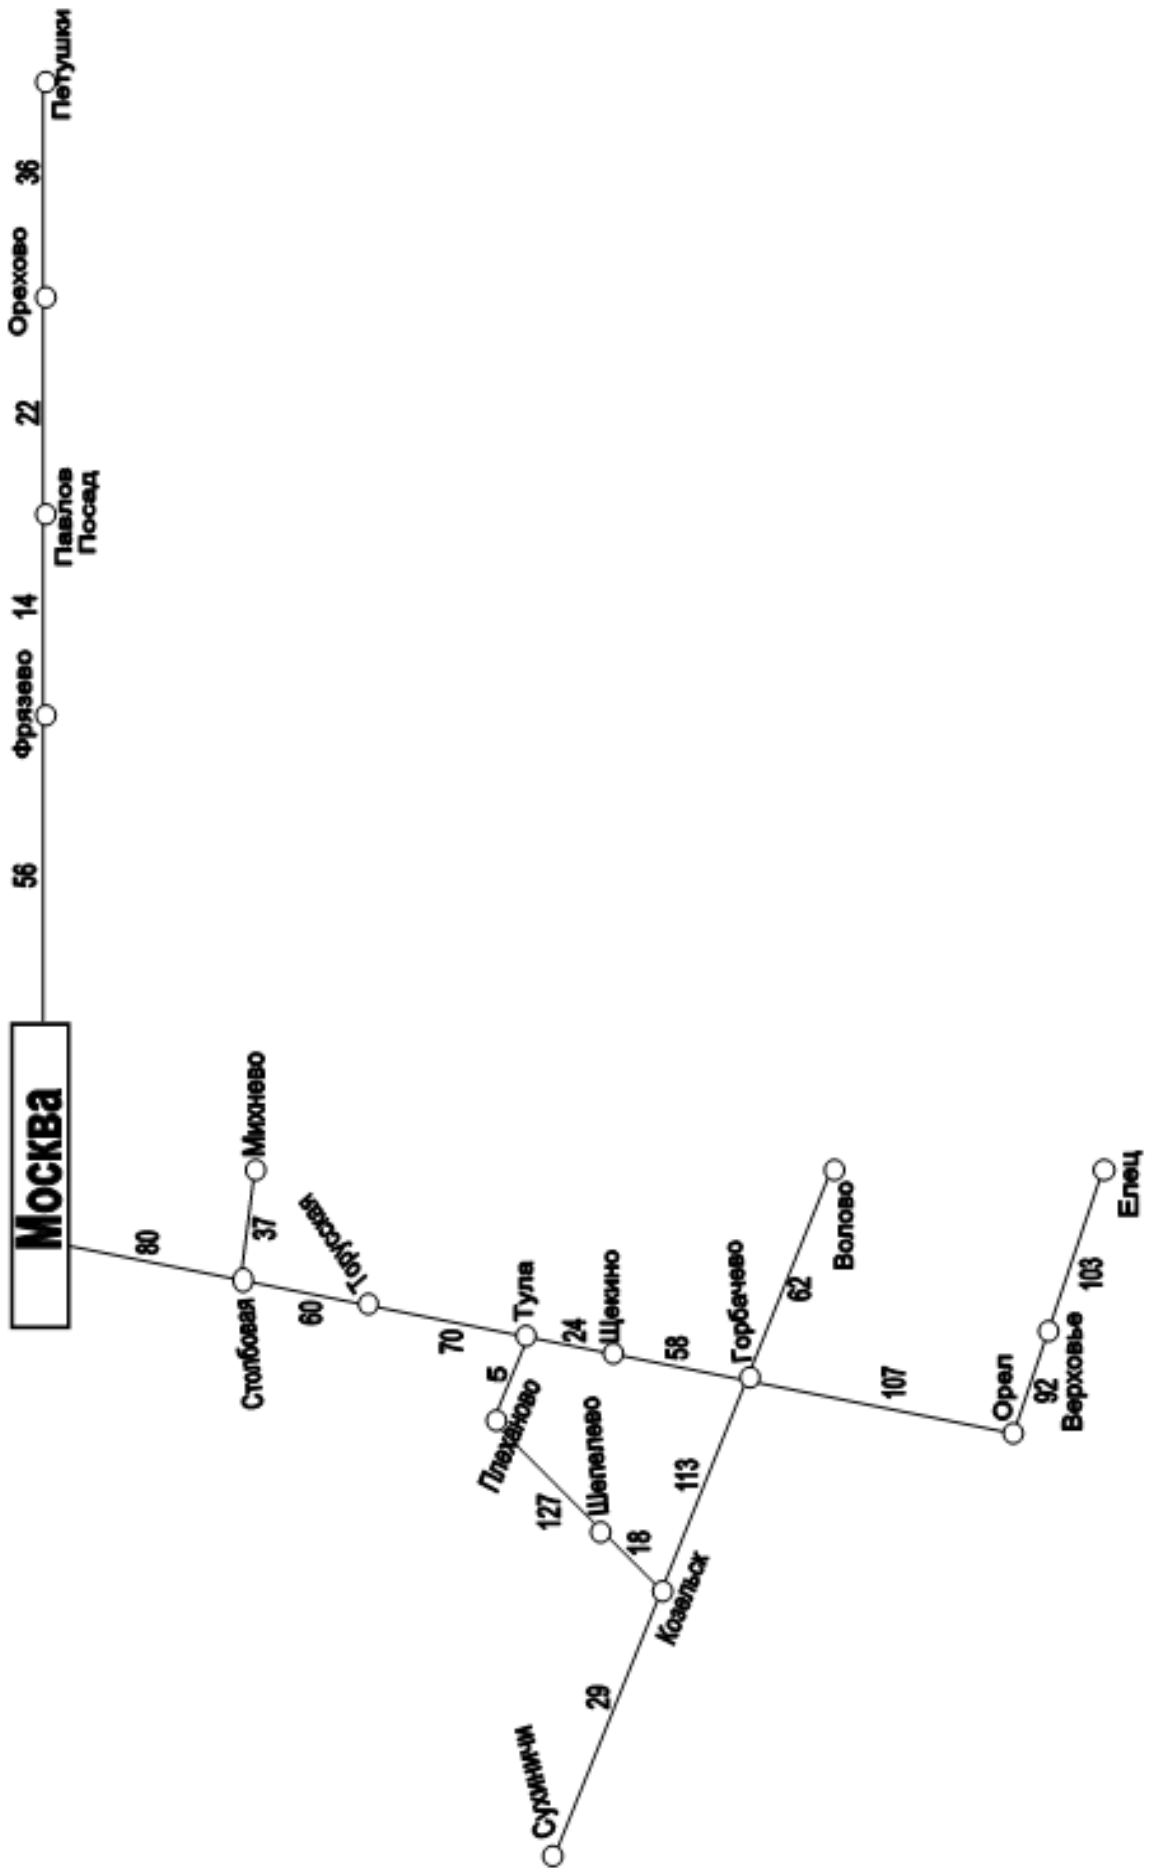 Москва
56
Фрязево
14
Павлов
Посад
22
Орехово
36
Петушки
80
Столбовая
37
Михнево
60
Торусская
70
Тула
5
Плеханово
24
Щекино
127
Шепелево
18
58
Горбачево
62
Волово
113
Козельск
29
Сухиничи
107
Орел
92
Верховье
103
Елец